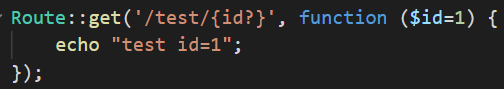 Route::get('/test/{id?}', function ($id=1) {
    echo "test id=1";
});